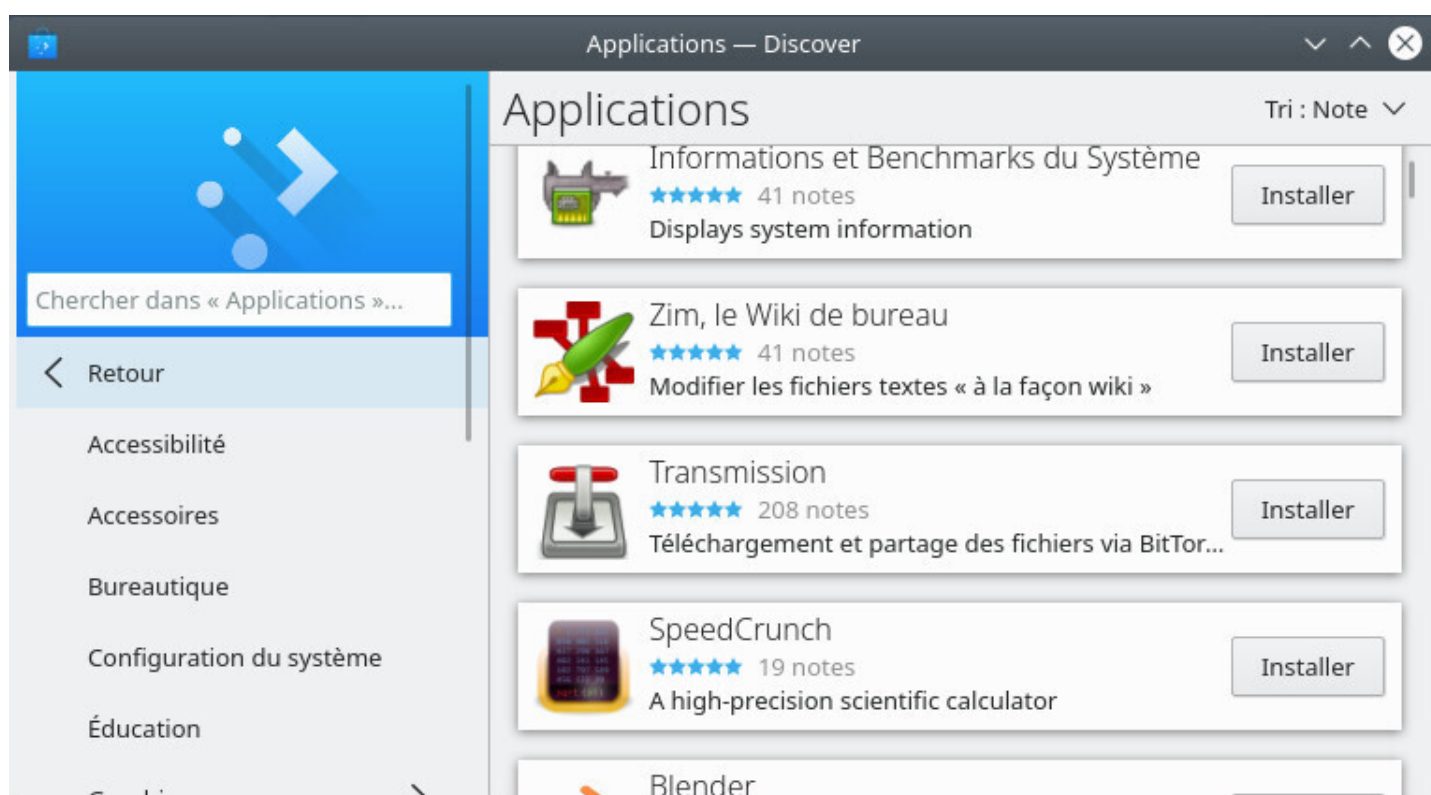 Applications — Discover
Chercher dans « Applications »...
Retour
Accessibilité
Accessoires
Bureautique
Configuration du système
Éducation
Applications
Tri : Note
Informations et Benchmarks du Système
41 notes
Displays system information
Installer
Zim, le Wiki de bureau
41 notes
Modifier les fichiers textes « à la façon wiki »
Installer
Transmission
208 notes
Téléchargement et partage des fichiers via BitTor...
Installer
SpeedCrunch
19 notes
A high-precision scientific calculator
Installer
Blender